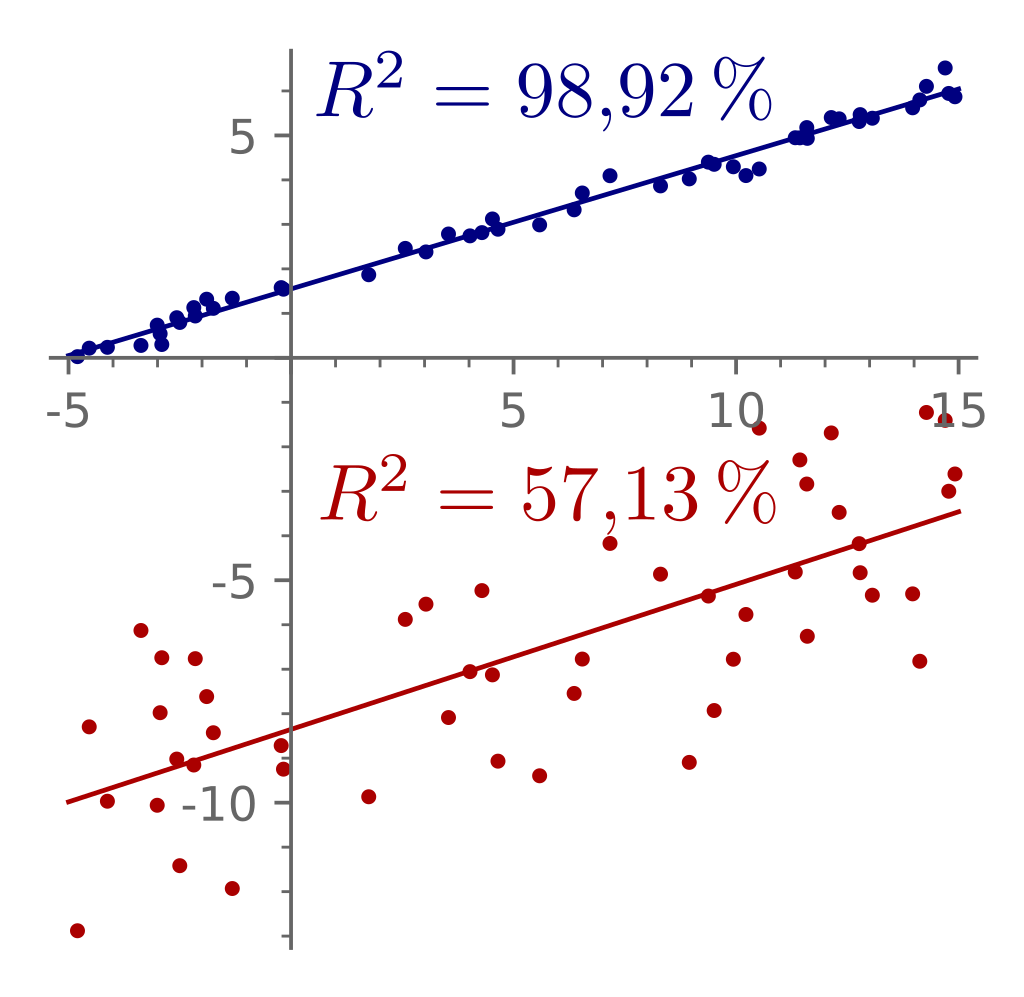 R² = 98,92 %
5
-5 5 10 15
R² = 57,13 %
-5
-10